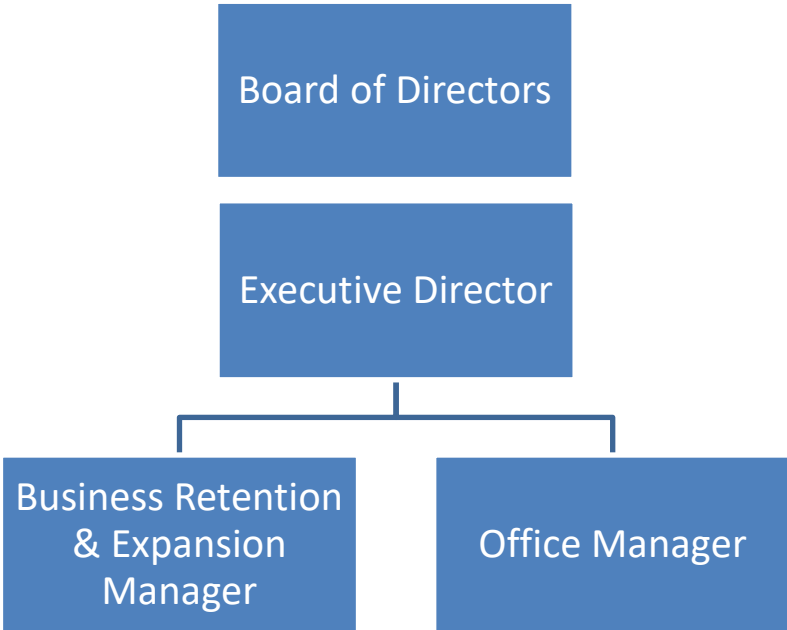 Board of Directors
Executive Director
Business Retention
& Expansion
Manager
Office Manager